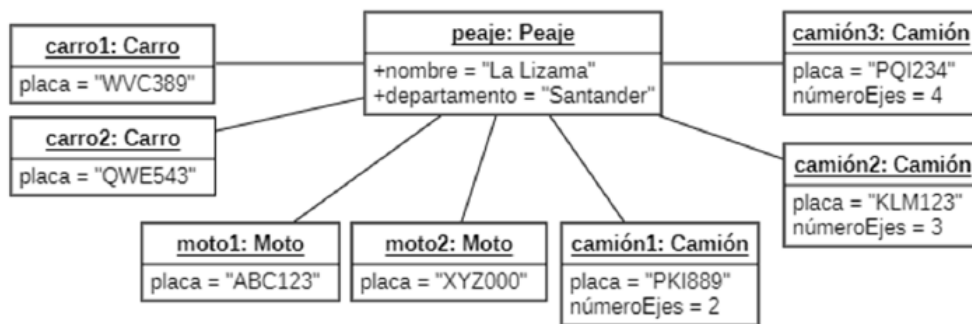 carro1: Carro
placa = "WVC389"
carro2: Carro
placa = "QWE543"
peaje: Peaje
+nombre = "La Lizama"
+departamento = "Santander"
camión3: Camión
placa = "PQI234"
númeroEjes = 4
camión2: Camión
placa = "KLM123"
númeroEjes = 3
moto1: Moto
placa = "ABC123"
moto2: Moto
placa = "XYZ000"
camión1: Camión
placa = "PKI889"
númeroEjes = 2